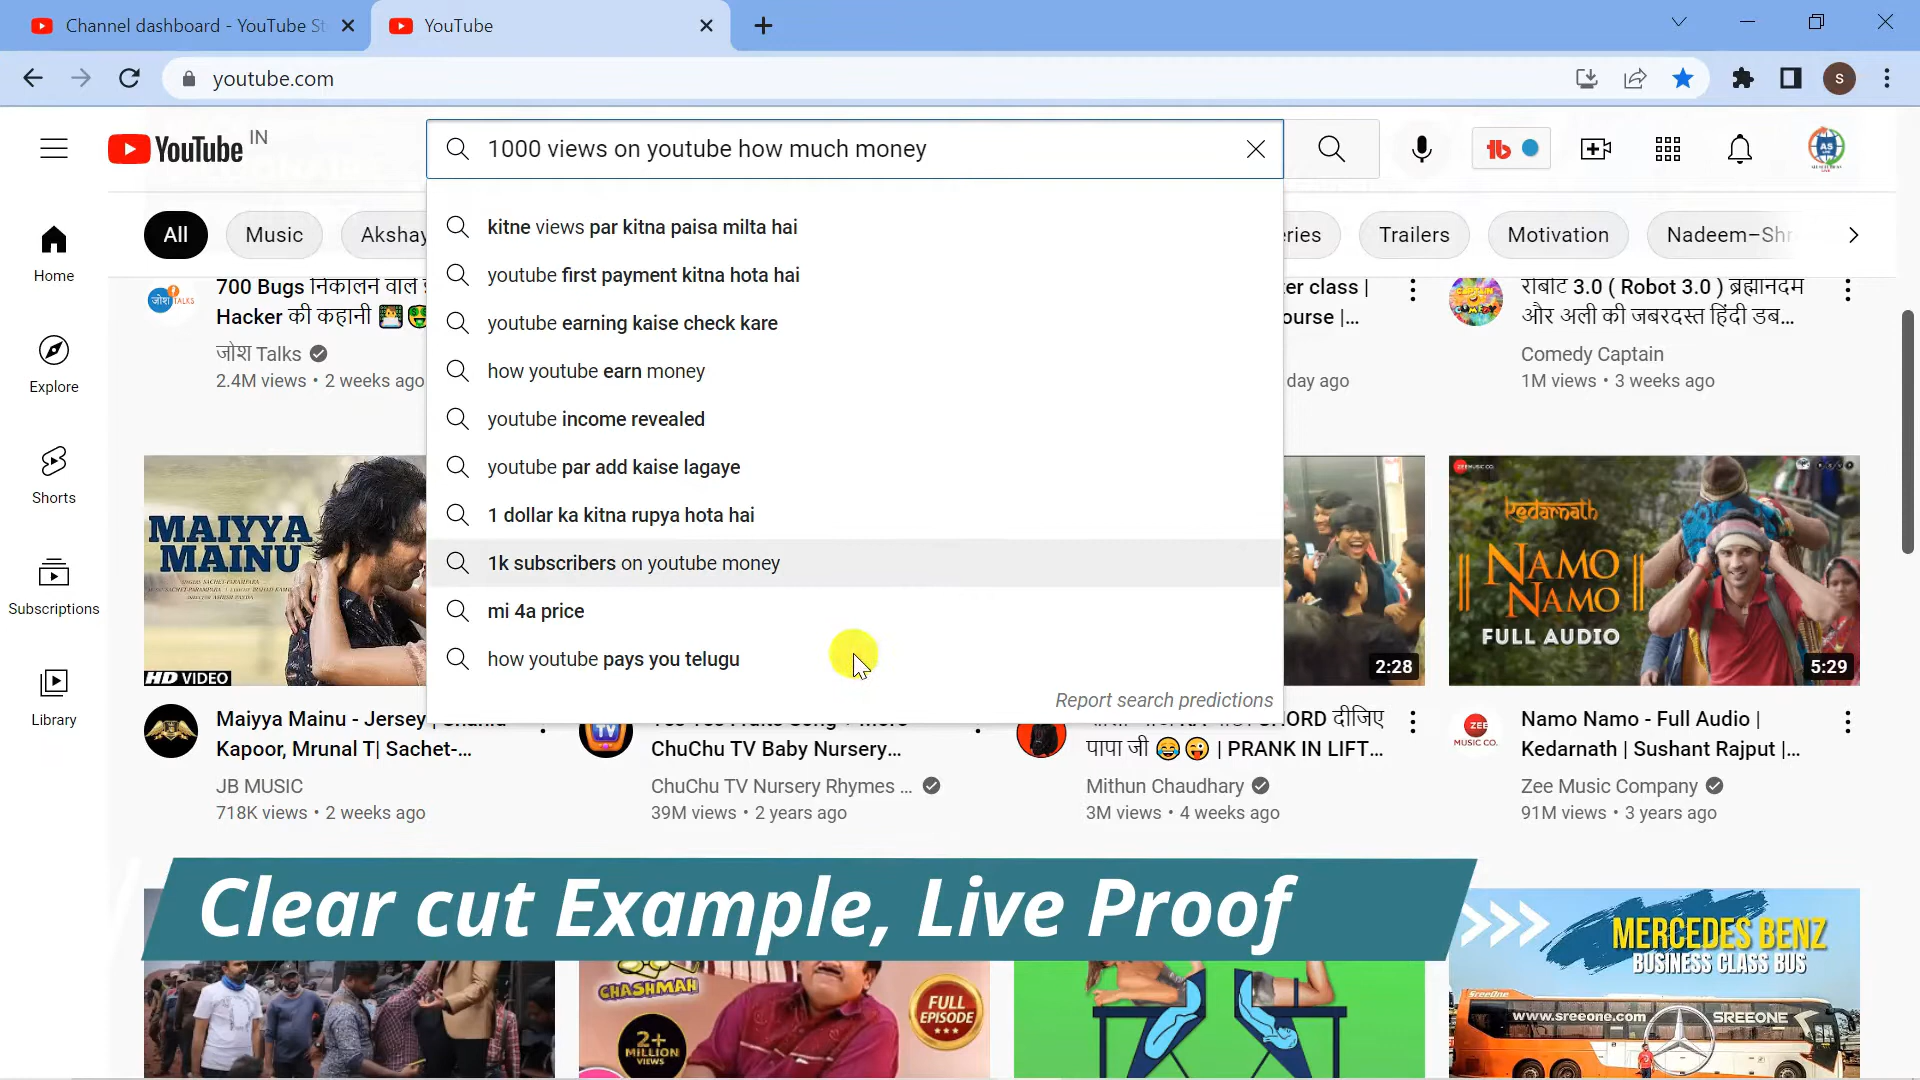 Channel dashboard - YouTube St
YouTube
youtube.com
S
YouTube IN
1000 views on youtube how much money
All
Music
Akshay
ries
Trailers
Motivation
Nadeem–Shr
kitne views par kitna paisa milta hai
youtube first payment kitna hota hai
youtube earning kaise check kare
how youtube earn money
youtube income revealed
youtube par add kaise lagaye
1 dollar ka kitna rupya hota hai
1k subscribers on youtube money
mi 4a price
how youtube pays you telugu
Report search predictions
Home
Explore
Shorts
Subscriptions
Library
700 Bugs निकालने वाले
Hacker की कहानी
जोश Talks
2.4M views • 2 weeks ago
er class |
ourse |...
day ago
रोबोट 3.0 ( Robot 3.0 ) ब्रह्मानंदम
और अली की जबरदस्त हिंदी डब...
Comedy Captain
1M views • 3 weeks ago
MAIYYA
MAINU
HD VIDEO
Maiyya Mainu - Jersey |
Kapoor, Mrunal T| Sachet-...
JB MUSIC
718K views • 2 weeks ago
ChuChu TV Baby Nursery...
ChuChu TV Nursery Rhymes ...
39M views • 2 years ago
2:28
CHORD दीजिए
पापा जी 😂😜 | PRANK IN LIFT...
Mithun Chaudhary
3M views • 4 weeks ago
ZEE MUSIC CO.
Kedarnath
NAMO
NAMO
FULL AUDIO
5:29
Namo Namo - Full Audio |
Kedarnath | Sushant Rajput |...
Zee Music Company
91M views • 3 years ago
Clear cut Example, Live Proof
CHASHMAH
2+
MILLION
VIEWS
FULL
EPISODE
MERCEDES BENZ
BUSINESS CLASS BUS
SreeOne
www.sreeone.com
SREEONE